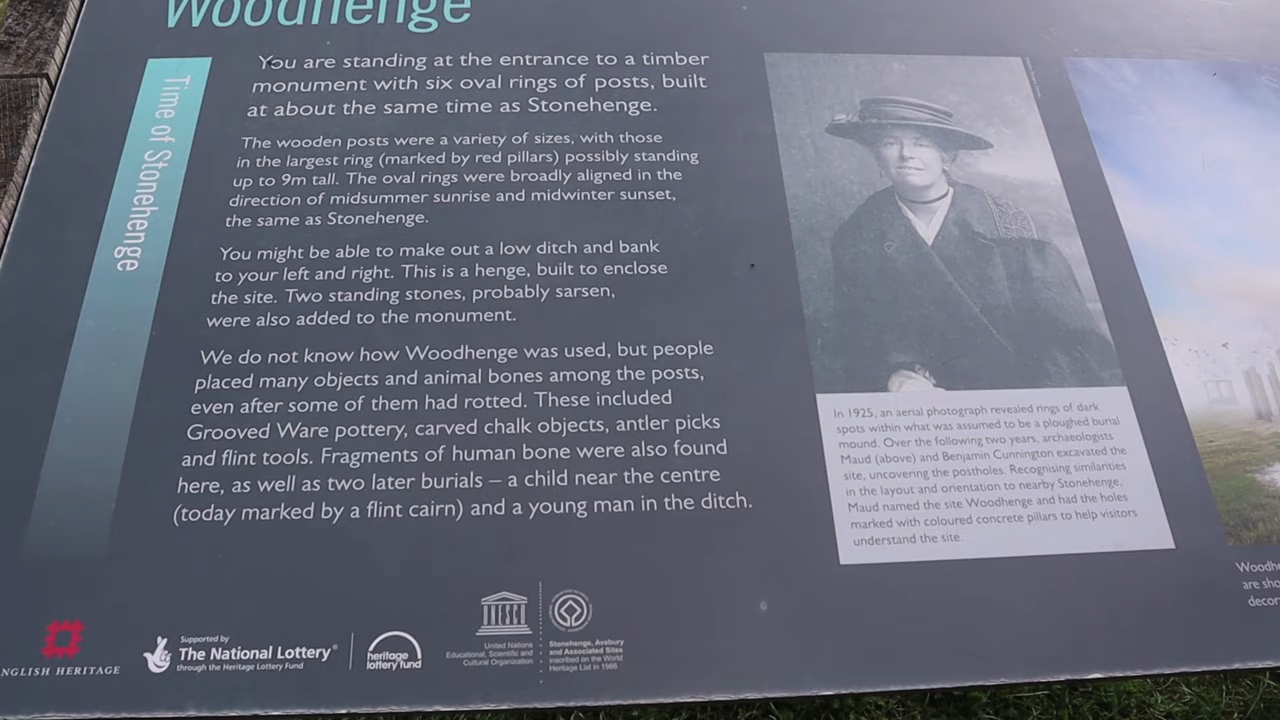 Woodhenge
Time of Stonehenge
You are standing at the entrance to a timber
monument with six oval rings of posts, built
at about the same time as Stonehenge.
The wooden posts were a variety of sizes, with those
in the largest ring (marked by red pillars) possibly standing
up to 9m tall. The oval rings were broadly aligned in the
direction of midsummer sunrise and midwinter sunset,
the same as Stonehenge.
You might be able to make out a low ditch and bank
to your left and right. This is a henge, built to enclose
the site. Two standing stones, probably sarsen,
were also added to the monument.
We do not know how Woodhenge was used, but people
placed many objects and animal bones among the posts,
even after some of them had rotted. These included
Grooved Ware pottery, carved chalk objects, antler picks
and flint tools. Fragments of human bone were also found
here, as well as two later burials – a child near the centre
(today marked by a flint cairn) and a young man in the ditch.
In 1925, an aerial photograph revealed rings of dark
spots within what was assumed to be a ploughed burial
mound. Over the following two years, archaeologists
Maud (above) and Benjamin Cunnington excavated the
site, uncovering the postholes. Recognising similarities
in the layout and orientation to nearby Stonehenge,
Maud named the site Woodhenge and had the holes
marked with coloured concrete pillars to help visitors
understand the site.
Woodhe
are sho
decor
NGLISH HERITAGE
Supported by
The National Lottery®
through the Heritage Lottery Fund
heritage
lottery fund
UNESCO
United Nations
Educational, Scientific and
Cultural Organization
Stonehenge, Avebury
and Associated Sites
inscribed on the World
Heritage List in 1986